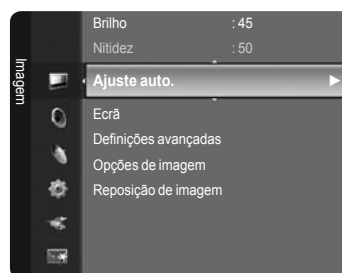 Imagem
Brilho : 45
Nitidez : 50
Ajuste auto.
Ecrã
Definições avançadas
Opções de imagem
Reposição de imagem